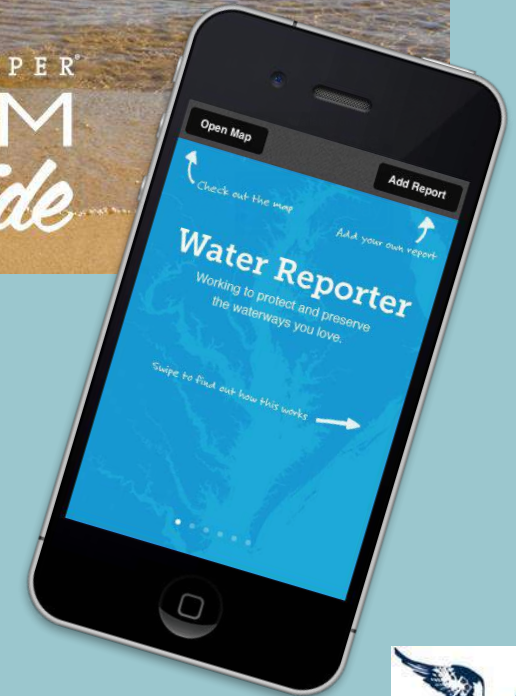 PER
M
ide
Open Map
Add Report
Check out the map
Add your own report
Water Reporter
Working to protect and preserve
the waterways you love.
Swipe to find out how this works